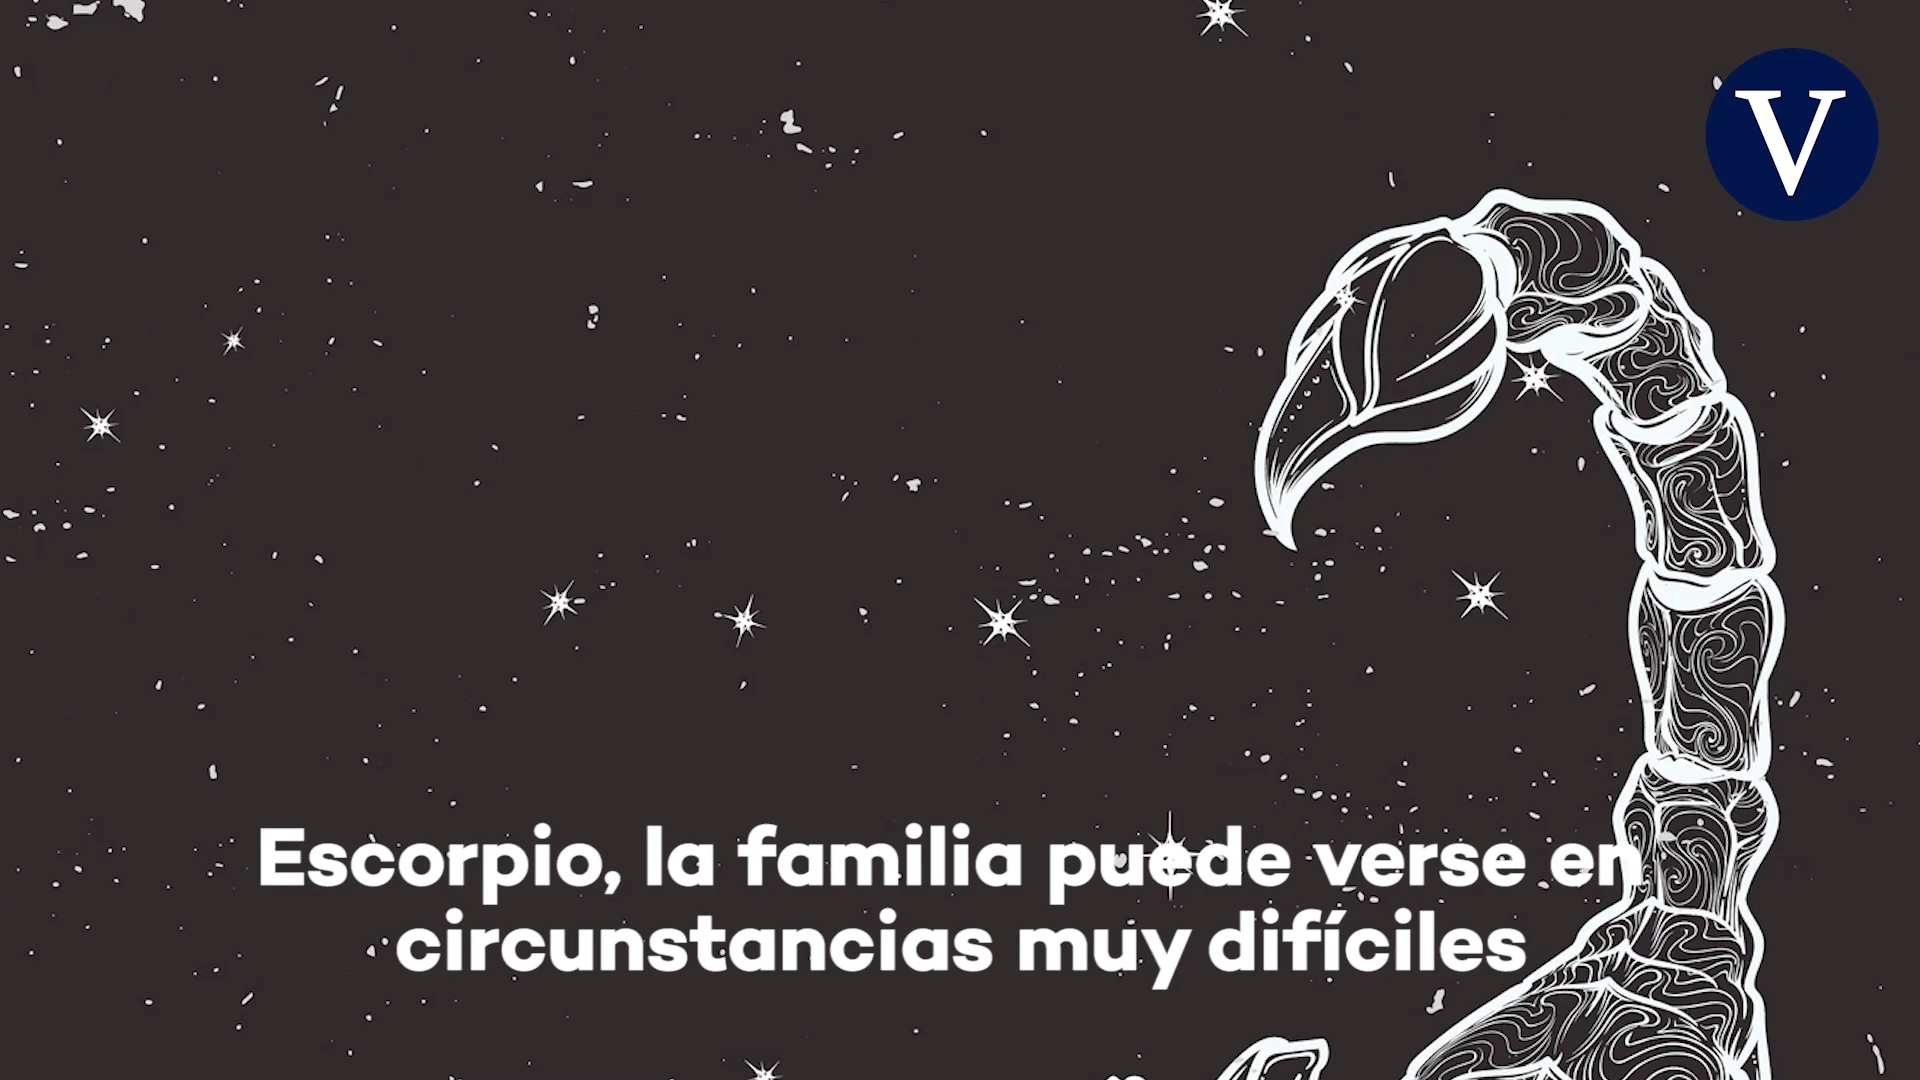 V
Escorpio, la familia puede verse en
circunstancias muy difíciles